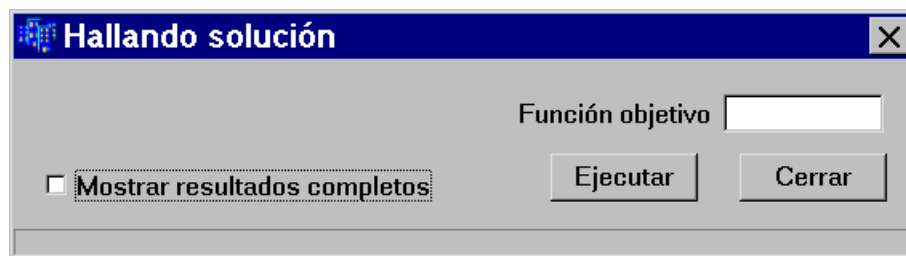 Hallando solución
Función objetivo
Mostrar resultados completos
Ejecutar
Cerrar